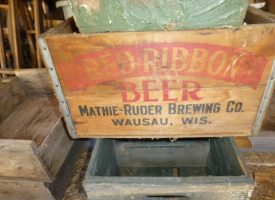 RED RIBBON
BEER
MATHIE-RUDER BREWING CO.
WAUSAU, WIS.